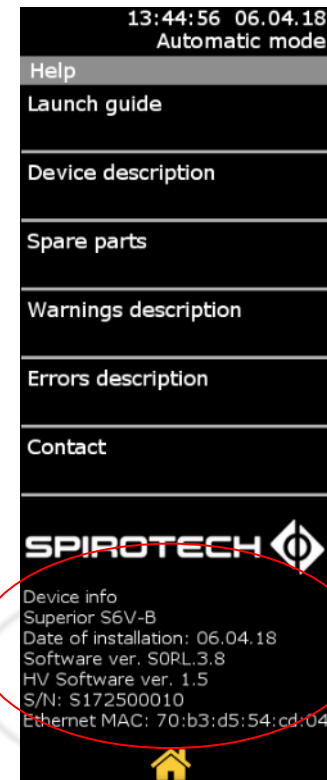 13:44:56 06.04.18
Automatic mode
Help
Launch guide
Device description
Spare parts
Warnings description
Errors description
Contact
SPIROTECH
Device info
Superior S6V-B
Date of installation: 06.04.18
Software ver. S0RL.3.8
HV Software ver. 1.5
S/N: S172500010
Ethernet MAC: 70:b3:d5:54:cd:04